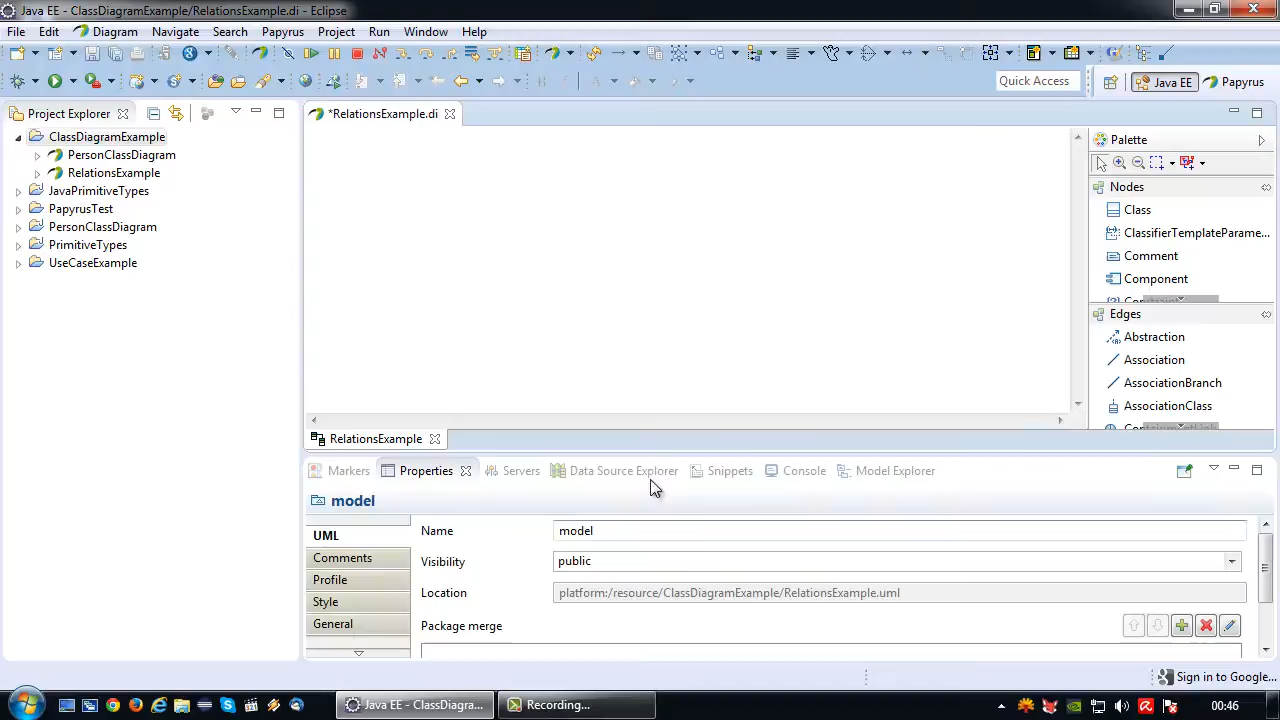 Java EE - ClassDiagramExample/RelationsExample.di - Eclipse
File Edit Diagram Navigate Search Papyrus Project Run Window Help
Quick Access Java EE Papyrus
Project Explorer
ClassDiagramExample
PersonClassDiagram
RelationsExample
JavaPrimitiveTypes
PapyrusTest
PersonClassDiagram
PrimitiveTypes
UseCaseExample
*RelationsExample.di
Palette
Nodes
Class
ClassifierTemplateParame...
Comment
Component
Edges
Abstraction
Association
AssociationBranch
AssociationClass
RelationsExample
Markers Properties Servers Data Source Explorer Snippets Console Model Explorer
model
UML
Comments
Profile
Style
General
Name model
Visibility public
Location platform:/resource/ClassDiagramExample/RelationsExample.uml
Package merge
Sign in to Google...
Java EE - ClassDiagra... Recording... 00:46